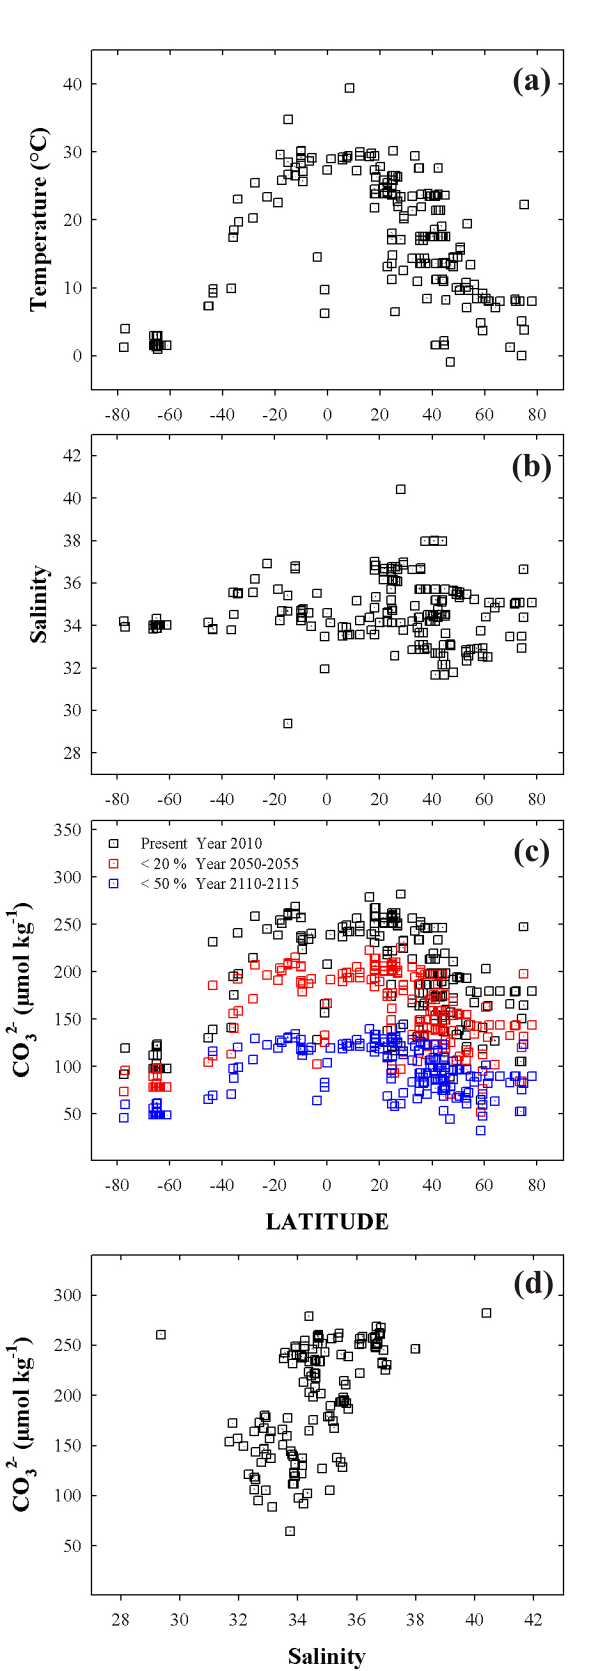 (a)
Temperature (°C)
40
30
20
10
0
-80 -60 -40 -20 0 20 40 60 80
(b)
Salinity
42
40
38
36
34
32
30
28
-80 -60 -40 -20 0 20 40 60 80
(c)
CO₃²⁻ (μmol kg⁻¹)
350
Present Year 2010
< 20 % Year 2050-2055
300
< 50 % Year 2110-2115
250
200
150
100
50
-80 -60 -40 -20 0 20 40 60 80
LATITUDE
(d)
CO₃²⁻ (μmol kg⁻¹)
300
250
200
150
100
50
28 30 32 34 36 38 40 42
Salinity